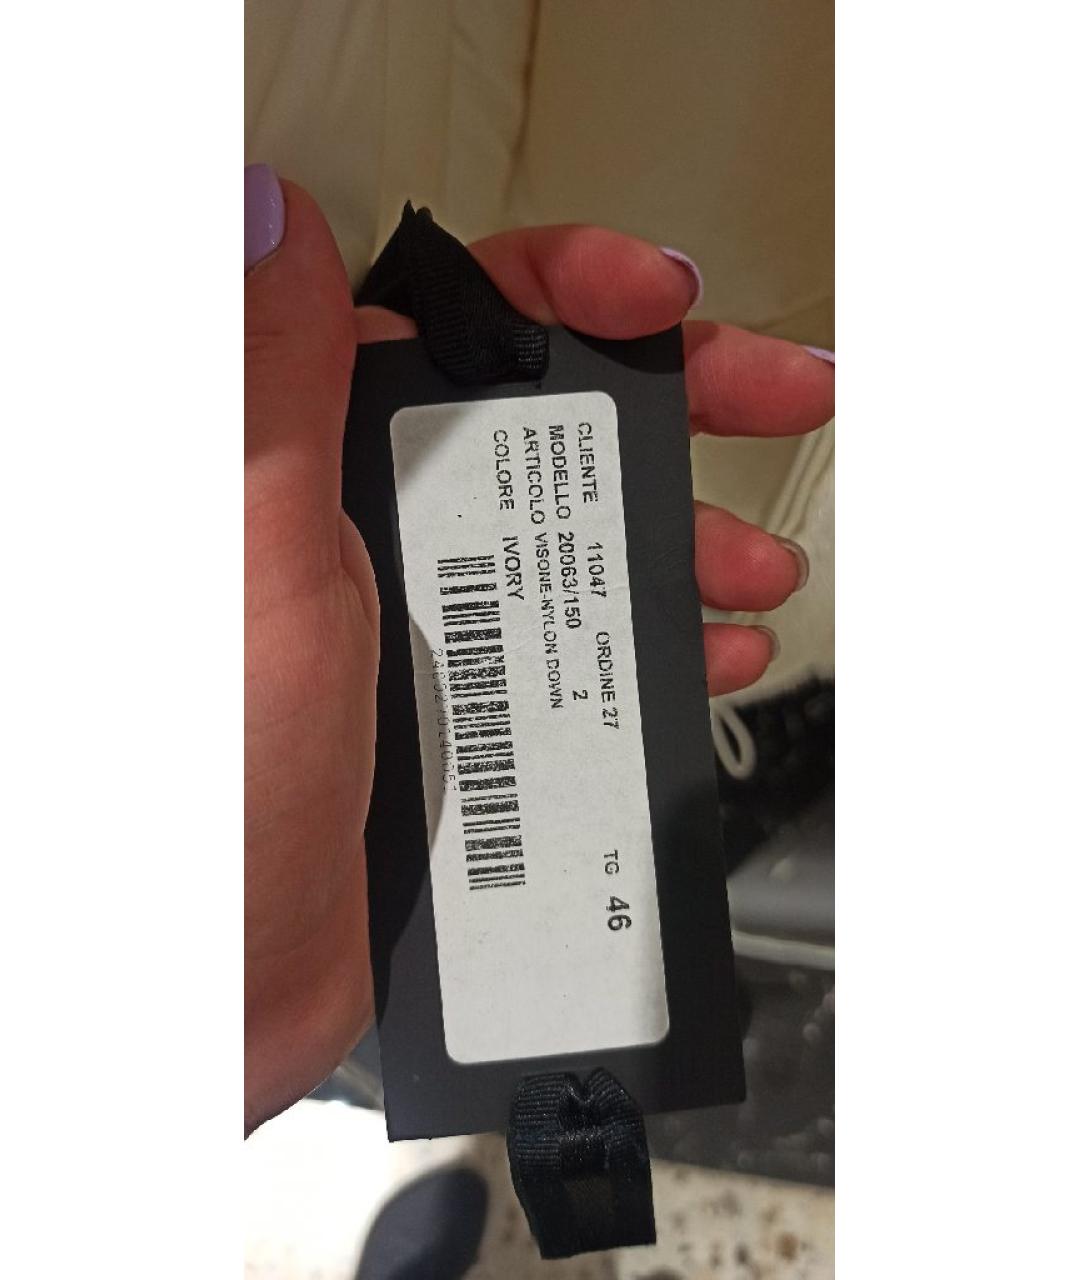 CLIENTE 11047 ORDINE 27 TG 46
MODELLO 20063/150 2
ARTICOLO VISONE-NYLON DOWN
COLORE IVORY